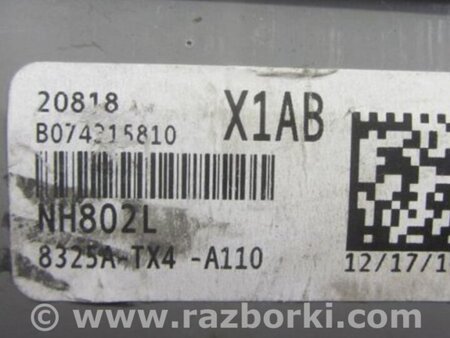 20818
X1AB
B074215810
NH802L
8325A-TX4 -A110
12/17/1
© www.razborki.com